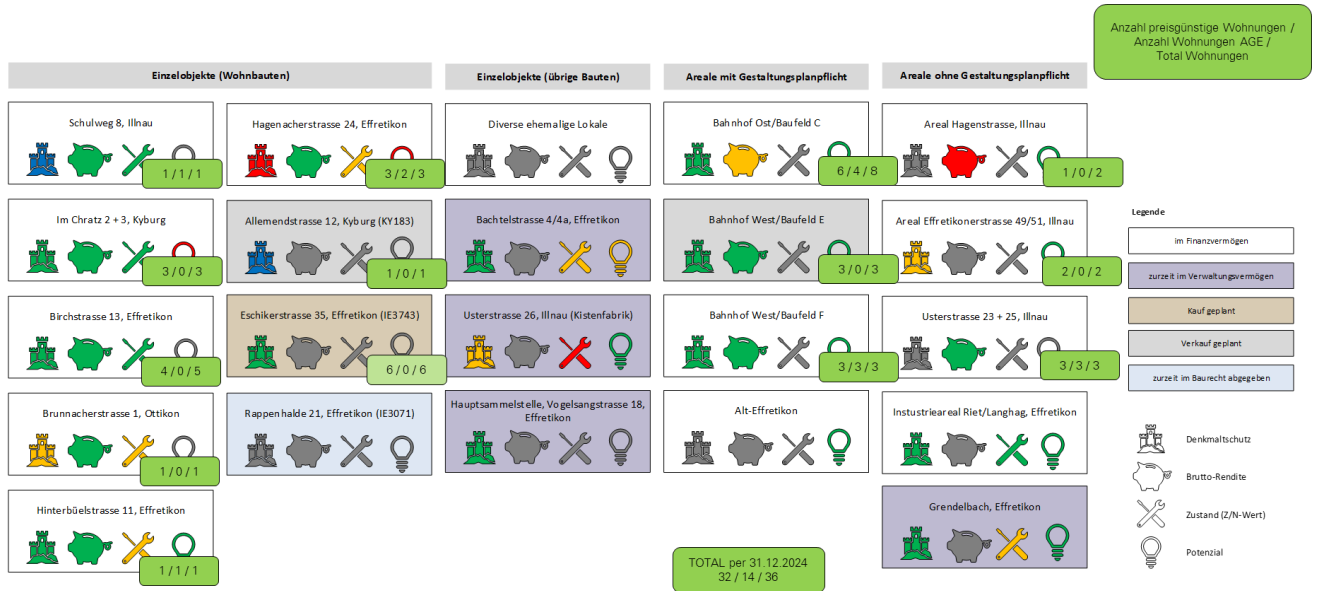 Anzahl preisgünstige Wohnungen /
Anzahl Wohnungen AGE /
Total Wohnungen
Einzelobjekte (Wohnbauten)
Einzelobjekte (übrige Bauten)
Areale mit Gestaltungsplanpflicht
Areale ohne Gestaltungsplanpflicht
Schulweg 8, Illnau
1 / 1 / 1
Hagenacherstrasse 24, Effretikon
3 / 2 / 3
Diverse ehemalige Lokale
Bahnhof Ost/Baufeld C
6 / 4 / 8
Areal Hagenstrasse, Illnau
1 / 0 / 2
Im Chratz 2 + 3, Kyburg
3 / 0 / 3
Allemendstrasse 12, Kyburg (KY183)
1 / 0 / 1
Bachtelstrasse 4/4a, Effretikon
Bahnhof West/Baufeld E
3 / 0 / 3
Areal Effretikonerstrasse 49/51, Illnau
2 / 0 / 2
Birchstrasse 13, Effretikon
4 / 0 / 5
Eschikerstrasse 35, Effretikon (IE3743)
6 / 0 / 6
Usterstrasse 26, Illnau (Kistenfabrik)
Bahnhof West/Baufeld F
3 / 3 / 3
Usterstrasse 23 + 25, Illnau
3 / 3 / 3
Brunnacherstrasse 1, Ottikon
1 / 0 / 1
Rappenhalde 21, Effretikon (IE3071)
Hauptsammelstelle, Vogelsangstrasse 18,
Effretikon
Alt-Effretikon
Instustrieareal Riet/Langhag, Effretikon
Hinterbüelstrasse 11, Effretikon
1 / 1 / 1
Grendelbach, Effretikon
TOTAL per 31.12.2024
32 / 14 / 36
Legende
im Finanzvermögen
zurzeit im Verwaltungsvermögen
Kauf geplant
Verkauf geplant
zurzeit im Baurecht abgegeben
Denkmaltschutz
Brutto-Rendite
Zustand (Z/N-Wert)
Potenzial